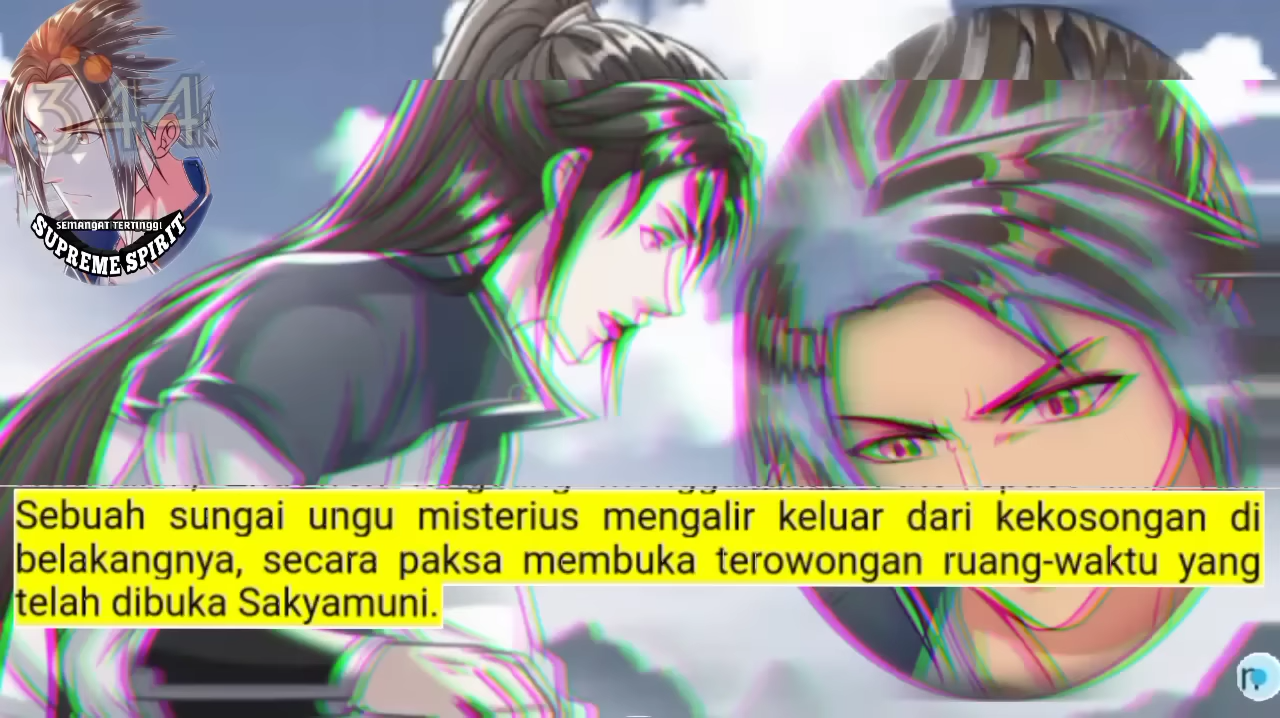 344
SEMANGAT TERTINGGI
SUPREME SPIRIT
Sebuah sungai ungu misterius mengalir keluar dari kekosongan di
belakangnya, secara paksa membuka terowongan ruang-waktu yang
telah dibuka Sakyamuni.